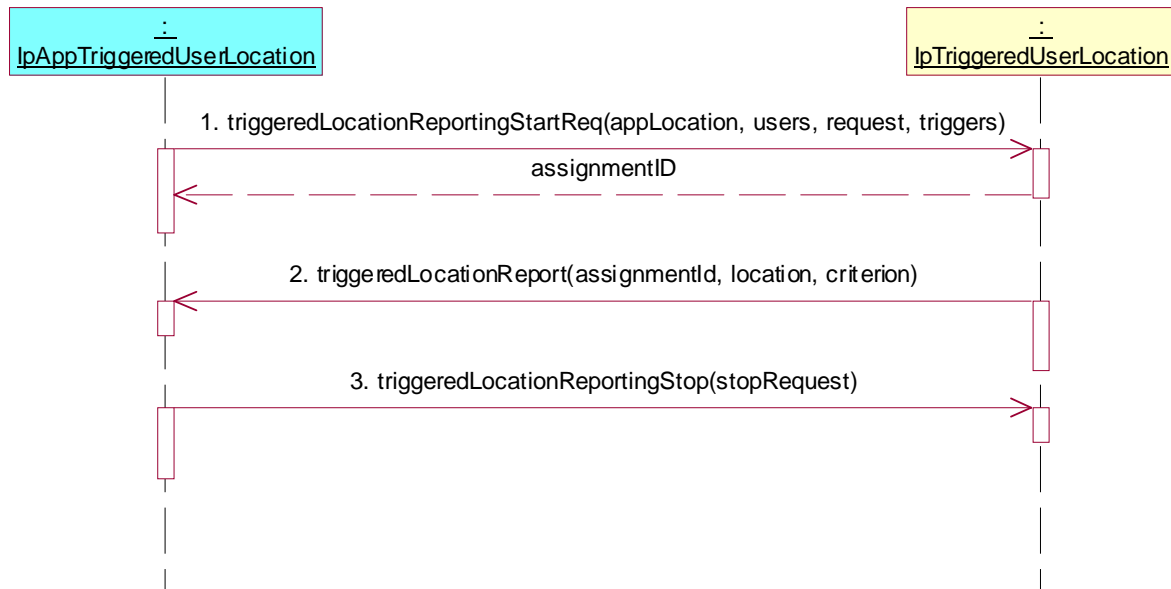 :
IpAppTriggeredUserLocation
:
IpTriggeredUserLocation
1. triggeredLocationReportingStartReq(appLocation, users, request, triggers)
assignmentID
2. triggeredLocationReport(assignmentId, location, criterion)
3. triggeredLocationReportingStop(stopRequest)